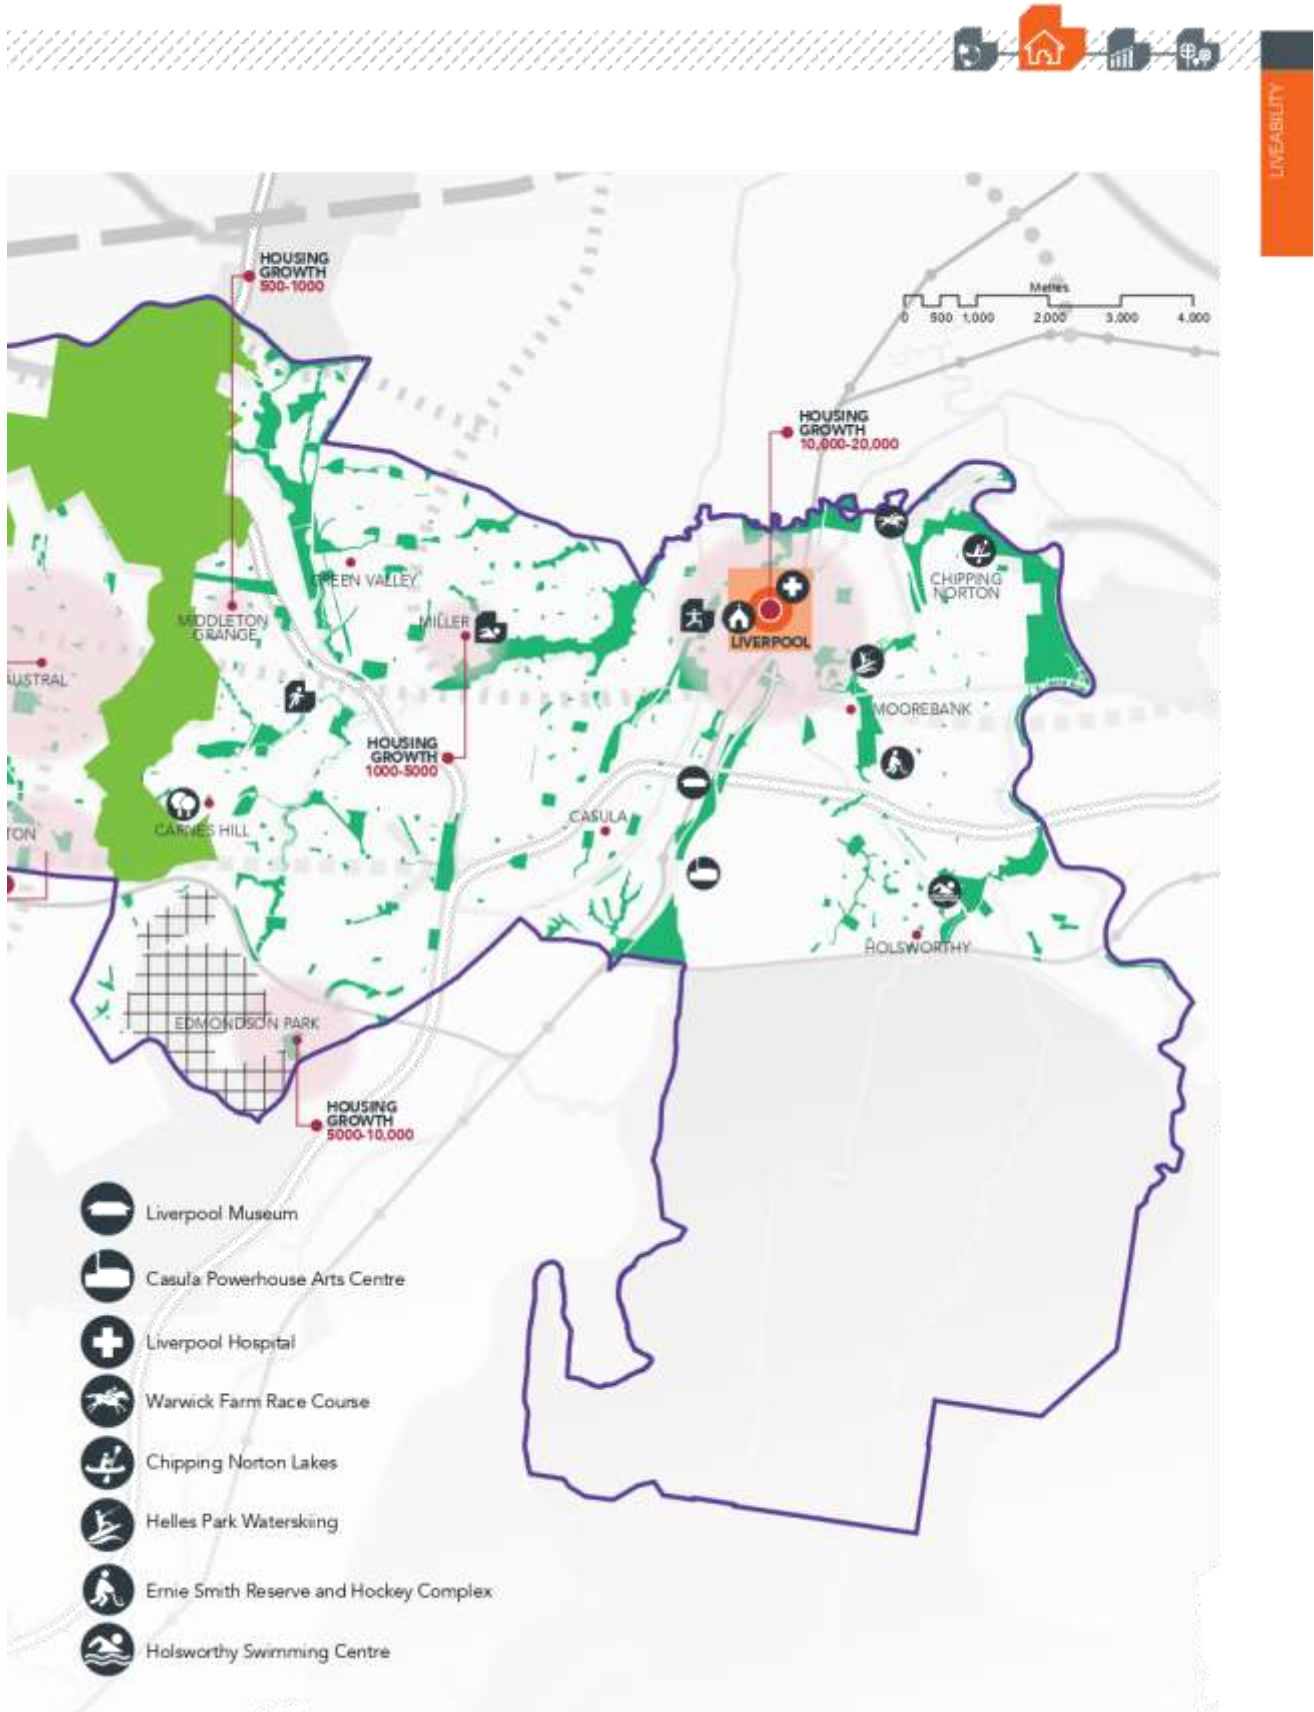 LIVEABILITY
HOUSING
GROWTH
500-1000
Metres
0 500 1,000 2,000 3,000 4,000
HOUSING
GROWTH
10,000-20,000
GREEN VALLEY
CHIPPING
NORTON
MIDDLETON
GRANGE
MILLER
LIVERPOOL
AUSTRAL
MOOREBANK
HOUSING
GROWTH
1000-5000
TON
CARNES HILL
CASULA
HOLSWORTHY
EDMONDSON PARK
HOUSING
GROWTH
5000-10,000
Liverpool Museum
Casula Powerhouse Arts Centre
Liverpool Hospital
Warwick Farm Race Course
Chipping Norton Lakes
Helles Park Waterskiing
Ernie Smith Reserve and Hockey Complex
Holsworthy Swimming Centre